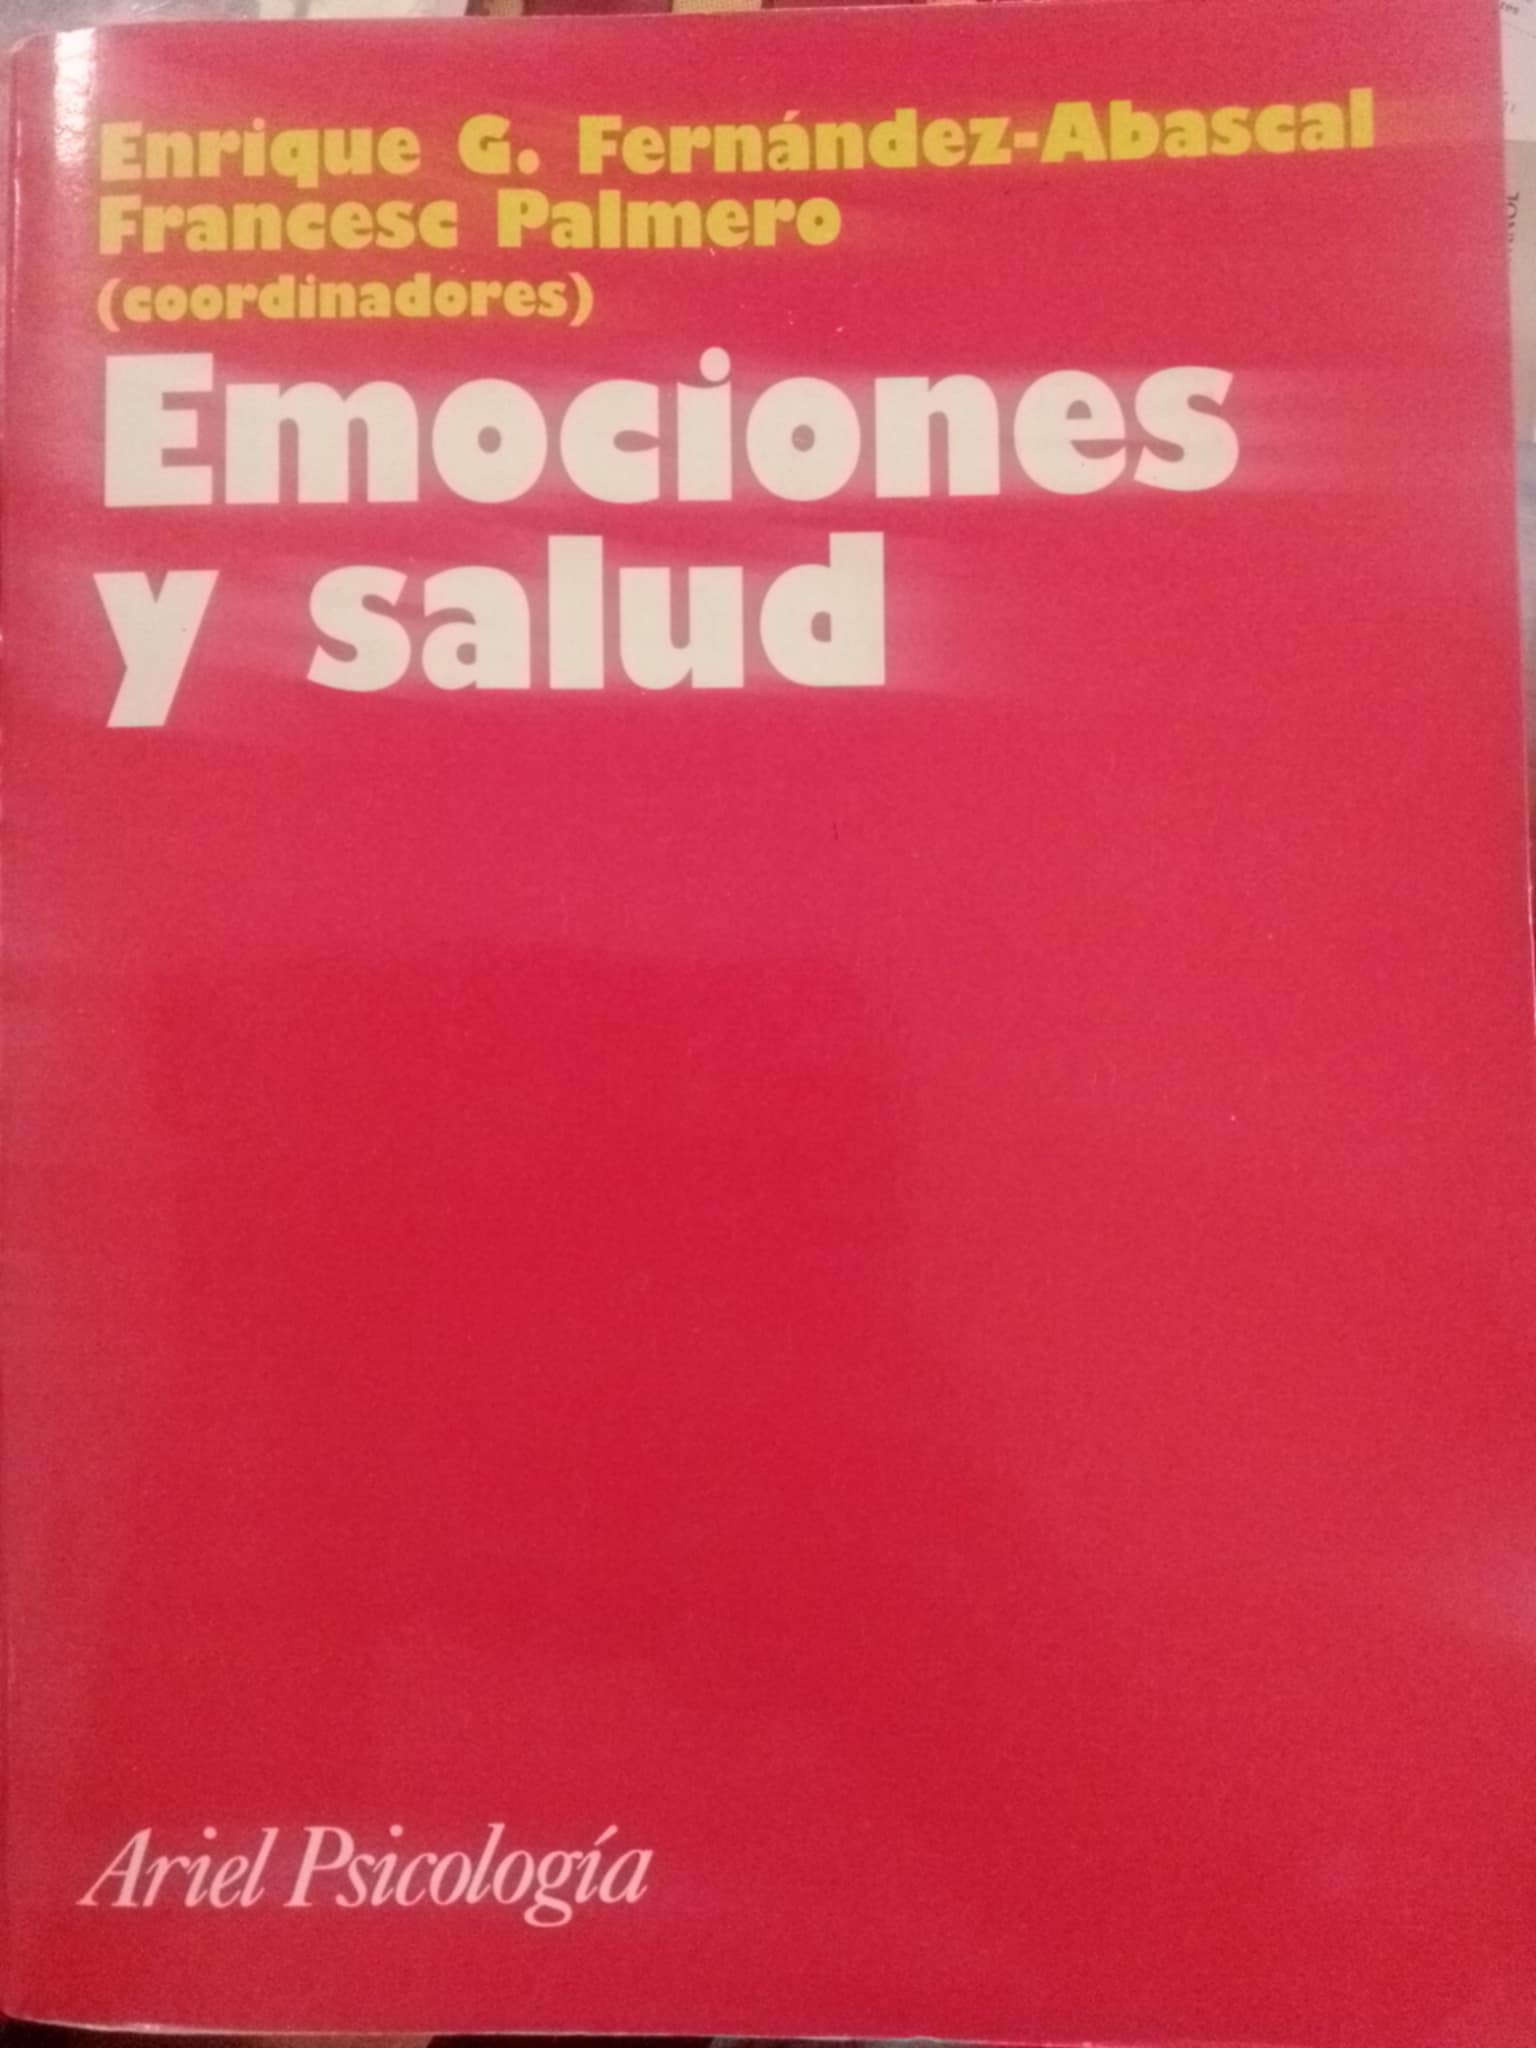 Enrique G. Fernández-Abascal
Francesc Palmero
(coordinadores)
Emociones
y salud
Ariel Psicología